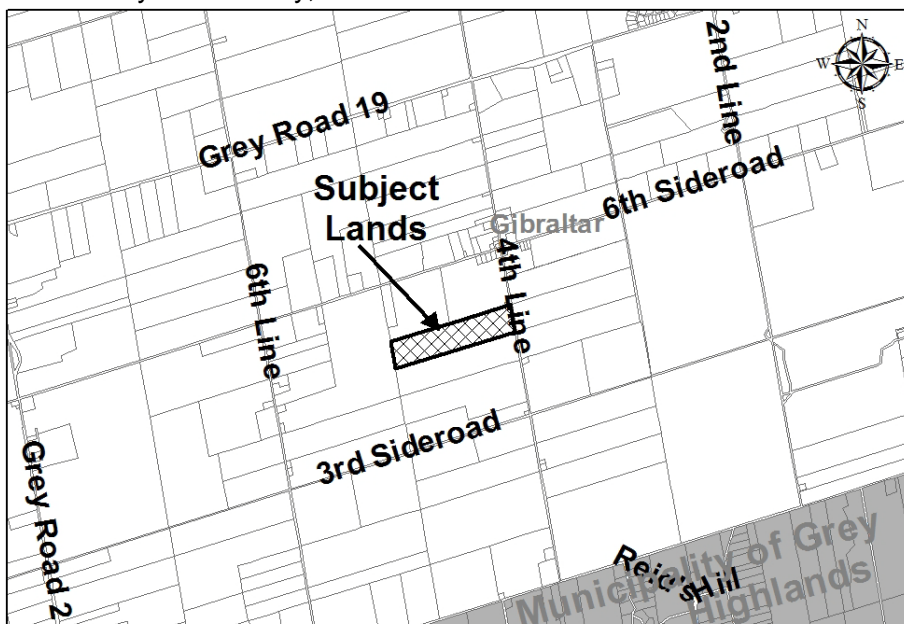 N
W E
S
2nd Line
Grey Road 19
Subject
Lands
6th Sideroad
Gibraltar
4th Line
6th Line
3rd Sideroad
Grey Road 2
Reid's Hill
Municipality of Grey
Highlands